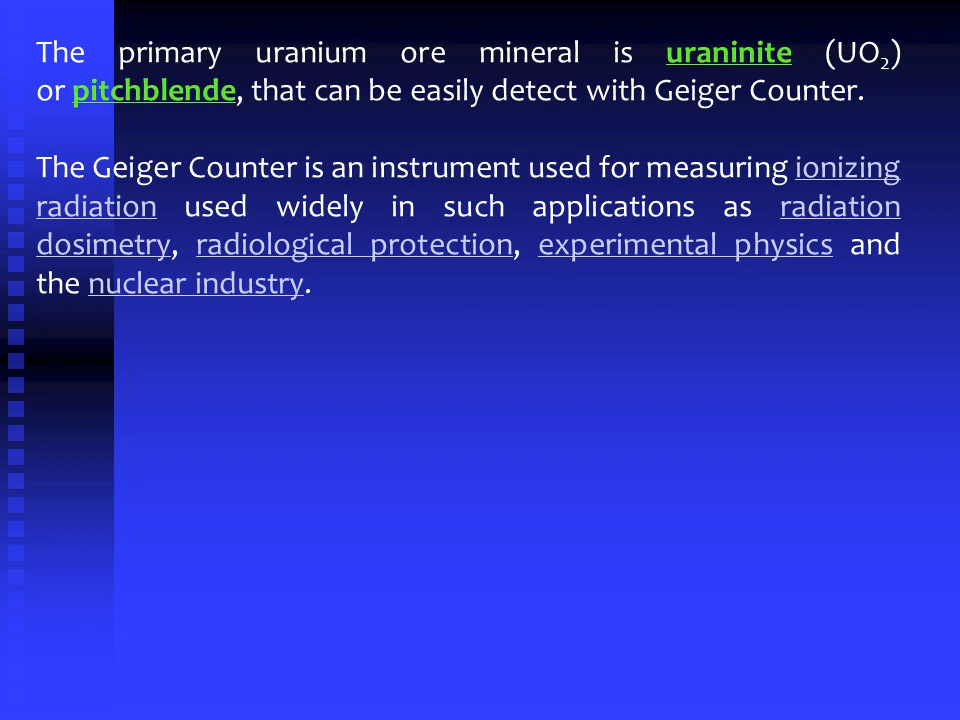 The primary uranium ore mineral is uraninite (UO₂)
or pitchblende, that can be easily detect with Geiger Counter.
The Geiger Counter is an instrument used for measuring ionizing
radiation used widely in such applications as radiation
dosimetry, radiological protection, experimental physics and
the nuclear industry.